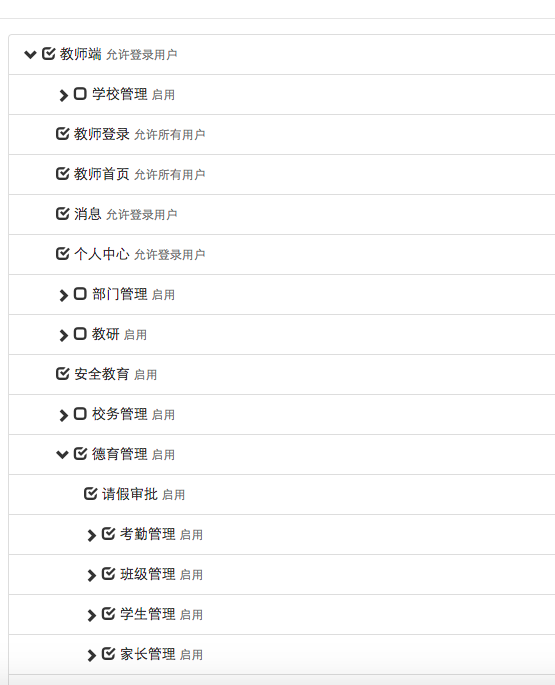 教师端 允许登录用户
学校管理 启用
教师登录 允许所有用户
教师首页 允许所有用户
消息 允许登录用户
个人中心 允许登录用户
部门管理 启用
教研 启用
安全教育 启用
校务管理 启用
德育管理 启用
请假审批 启用
考勤管理 启用
班级管理 启用
学生管理 启用
家长管理 启用